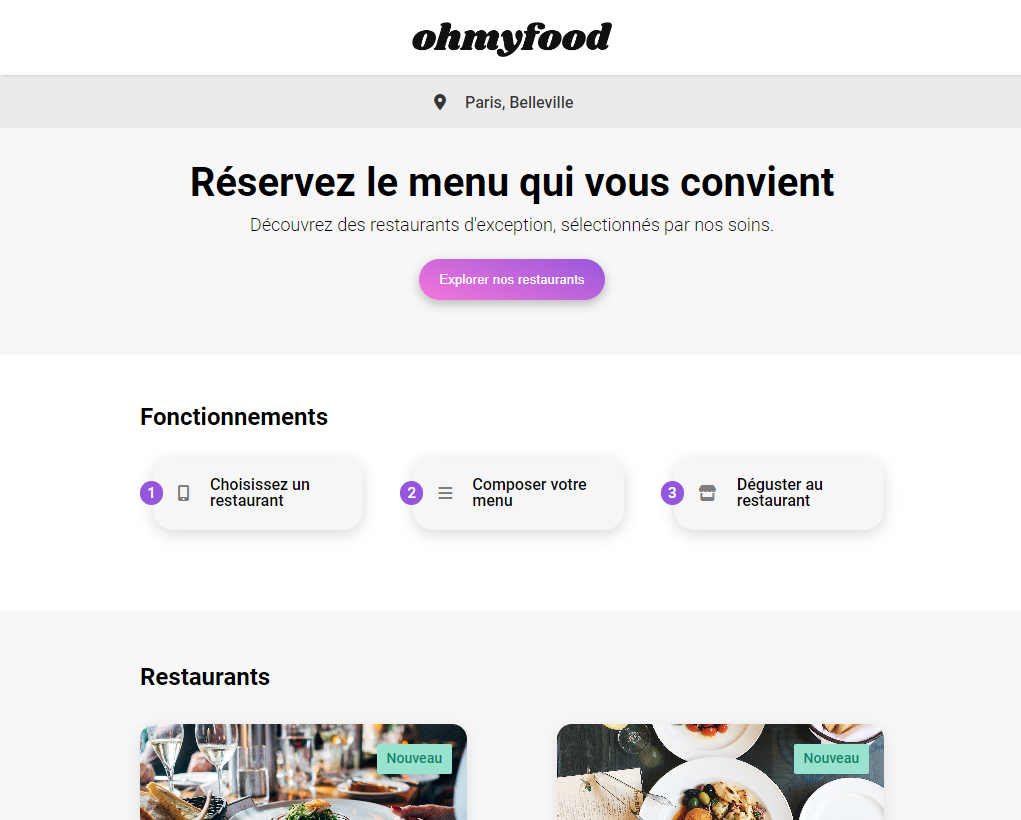 ohmyfood
Paris, Belleville
Réservez le menu qui vous convient
Découvrez des restaurants d'exception, sélectionnés par nos soins.
Explorer nos restaurants
Fonctionnements
1
Choisissez un
restaurant
2
Composer votre
menu
3
Déguster au
restaurant
Restaurants
Nouveau
Nouveau